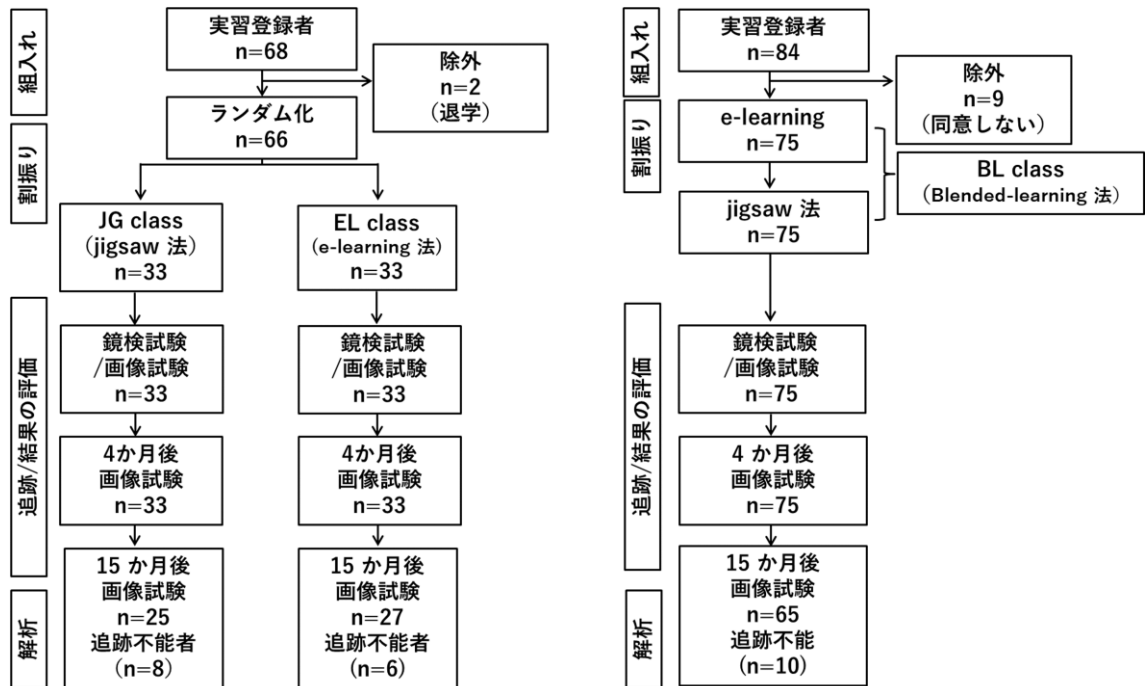 組入れ
実習登録者
n=68
除外
n=2
(退学)
ランダム化
n=66
割振り
JG class
(jigsaw 法)
n=33
EL class
(e-learning 法)
n=33
追跡/結果の評価
鏡検試験
/画像試験
n=33
鏡検試験
/画像試験
n=33
4か月後
画像試験
n=33
4か月後
画像試験
n=33
解析
15 か月後
画像試験
n=25
追跡不能者
(n=8)
15 か月後
画像試験
n=27
追跡不能者
(n=6)
組入れ
実習登録者
n=84
除外
n=9
(同意しない)
割振り
e-learning
n=75
BL class
(Blended-learning 法)
jigsaw 法
n=75
追跡/結果の評価
鏡検試験
/画像試験
n=75
4 か月後
画像試験
n=75
解析
15 か月後
画像試験
n=65
追跡不能
(n=10)